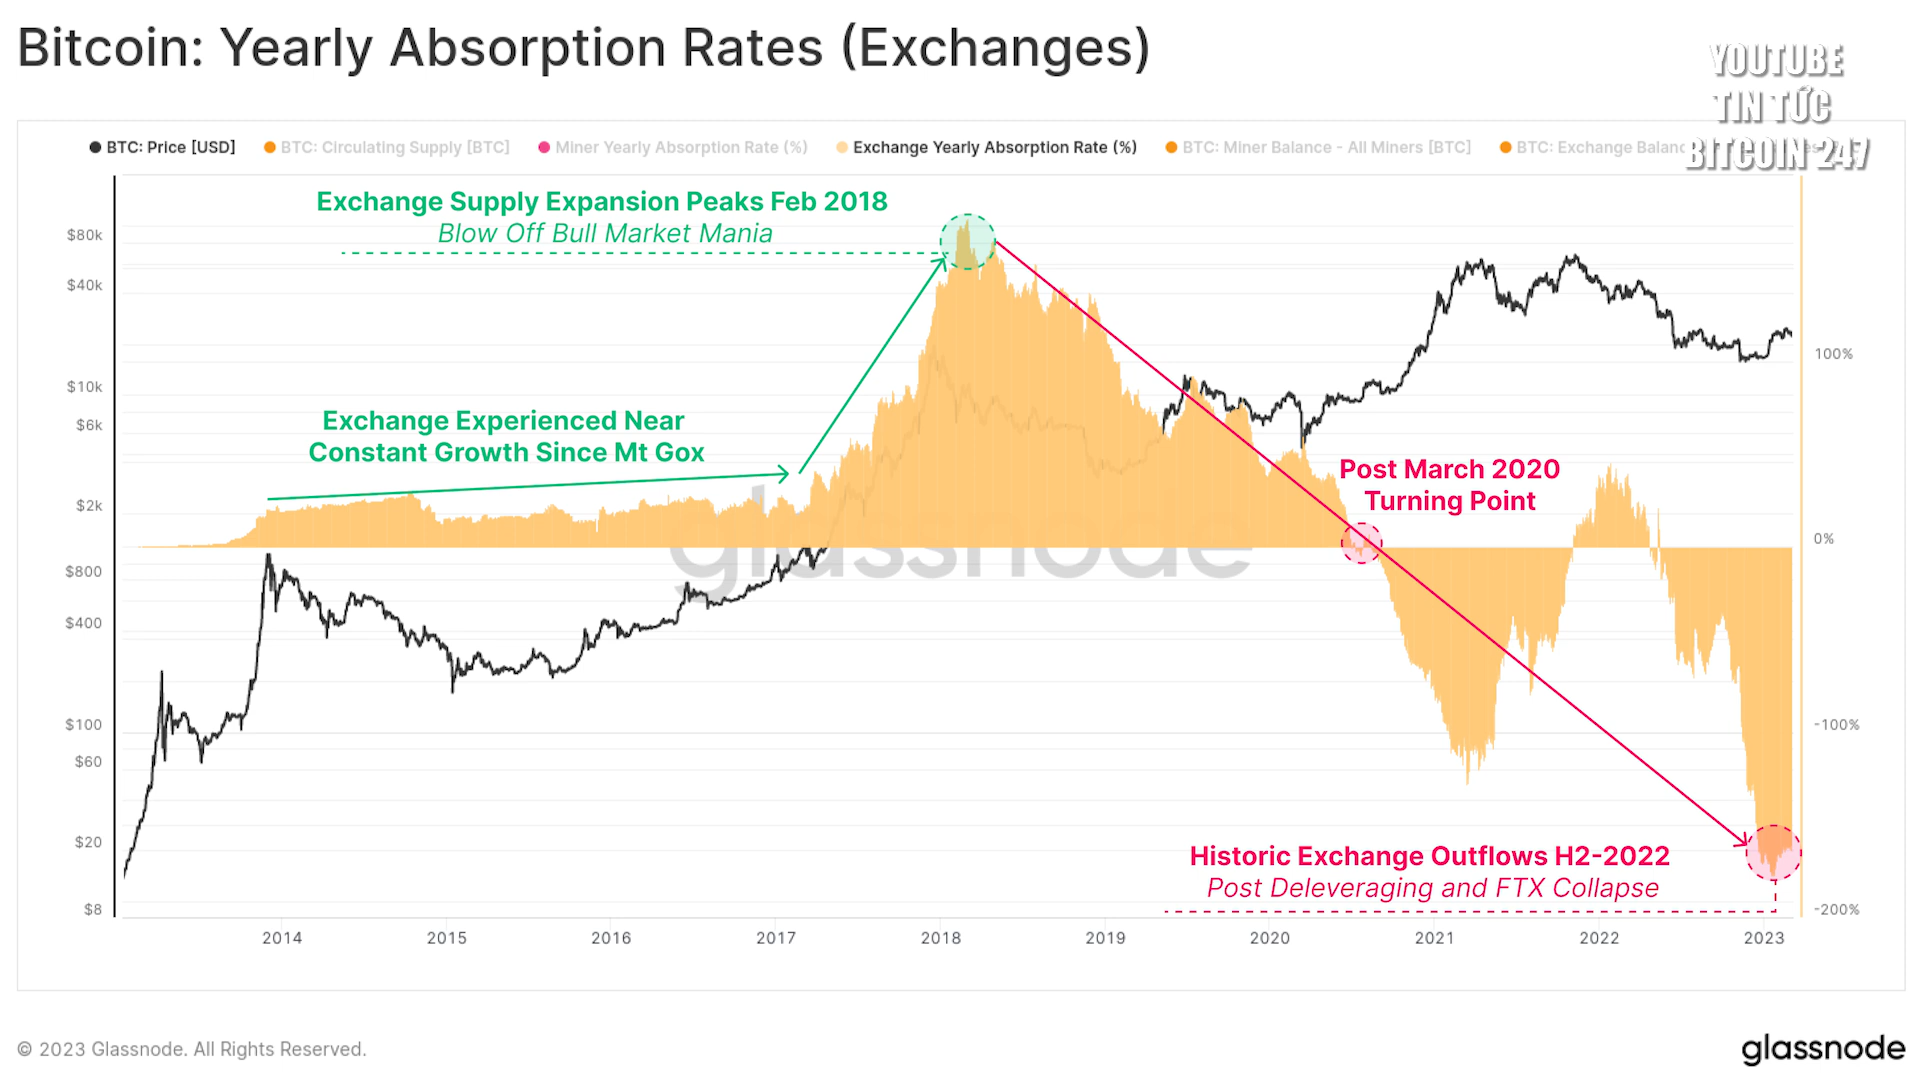 Bitcoin: Yearly Absorption Rates (Exchanges)
YOUTUBE
TIN TỨC
BITCOIN 247
BTC: Price [USD] BTC: Circulating Supply [BTC] Miner Yearly Absorption Rate (%) Exchange Yearly Absorption Rate (%) BTC: Miner Balance - All Miners [BTC] BTC: Exchange
Exchange Supply Expansion Peaks Feb 2018
Blow Off Bull Market Mania
$80k
$40k
100%
$10k
Exchange Experienced Near
Constant Growth Since Mt Gox
$6k
Post March 2020
Turning Point
$2k
glassnode
0%
$800
$400
$100
-100%
$60
$20
Historic Exchange Outflows H2-2022
Post Deleveraging and FTX Collapse
$8
-200%
2014 2015 2016 2017 2018 2019 2020 2021 2022 2023
© 2023 Glassnode. All Rights Reserved.
glassnode